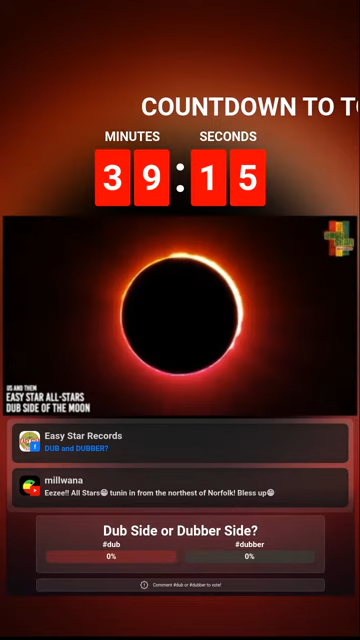 COUNTDOWN TO T
MINUTES SECONDS
39:15
US AND THEM
EASY STAR ALL-STARS
DUB SIDE OF THE MOON
Easy Star Records
DUB and DUBBER?
millwana
Eezee!! All Stars😁 tunin in from the northest of Norfolk! Bless up😁
Dub Side or Dubber Side?
#dub #dubber
0% 0%
Comment #dub or #dubber to vote!